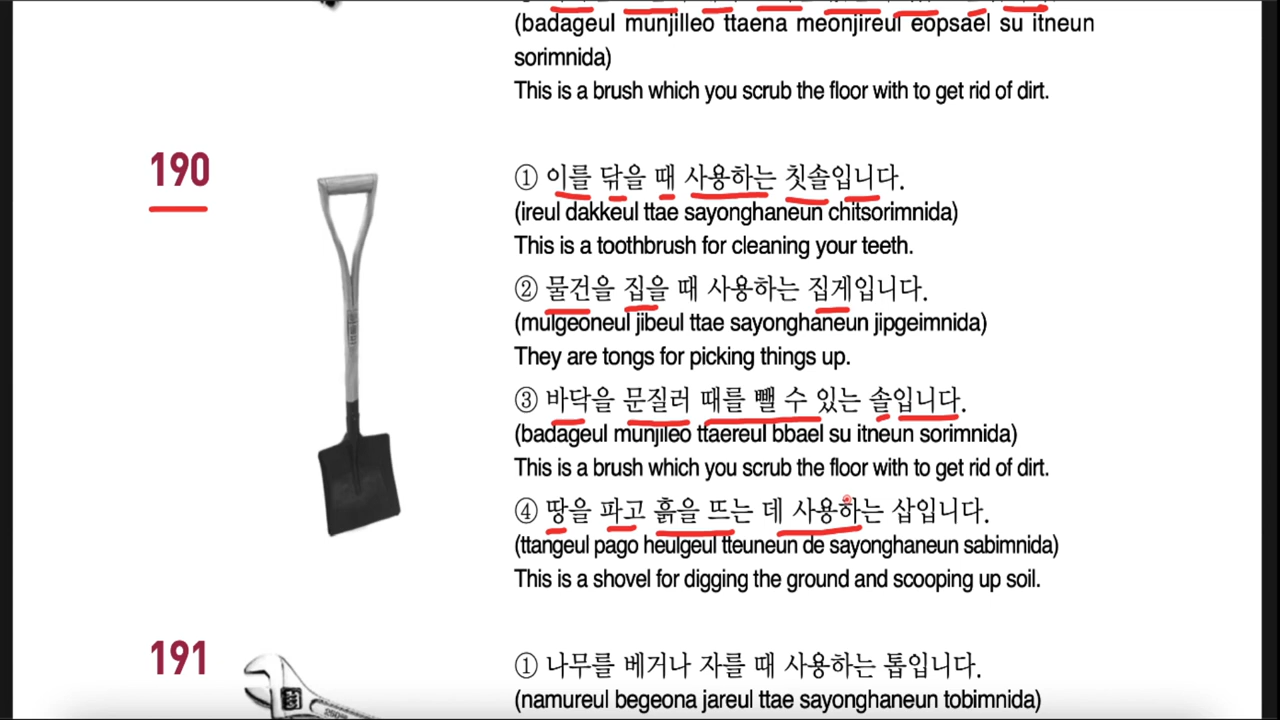 (badageul munjilleo ttaena meonjireul eopsael su itneun
sorimnida)
This is a brush which you scrub the floor with to get rid of dirt.
190
① 이를 닦을 때 사용하는 칫솔입니다.
(ireul dakkeul ttae sayonghaneun chitsorimnida)
This is a toothbrush for cleaning your teeth.
② 물건을 집을 때 사용하는 집게입니다.
(mulgeoneul jibeul ttae sayonghaneun jipgeimnida)
They are tongs for picking things up.
③ 바닥을 문질러 때를 뺄 수 있는 솔입니다.
(badageul munjileo ttaereul bbael su itneun sorimnida)
This is a brush which you scrub the floor with to get rid of dirt.
④ 땅을 파고 흙을 뜨는 데 사용하는 삽입니다.
(ttangeul pago heulgeul tteuneun de sayonghaneun sabimnida)
This is a shovel for digging the ground and scooping up soil.
191
① 나무를 베거나 자를 때 사용하는 톱입니다.
(namureul begeona jareul ttae sayonghaneun tobimnida)